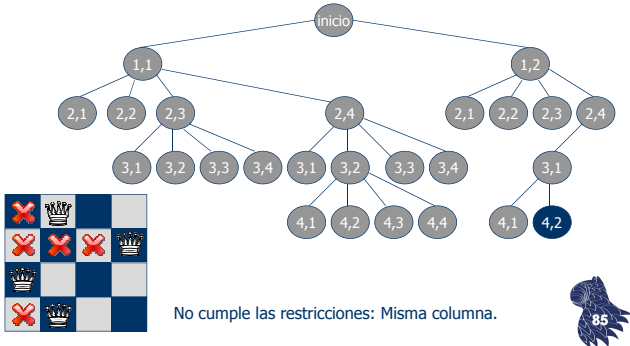 inicio
1,1 1,2
2,1 2,2 2,3 2,4 2,1 2,2 2,3 2,4
3,1 3,2 3,3 3,4 3,1 3,2 3,3 3,4 3,1
4,1 4,2 4,3 4,4 4,1 4,2
No cumple las restricciones: Misma columna.
85